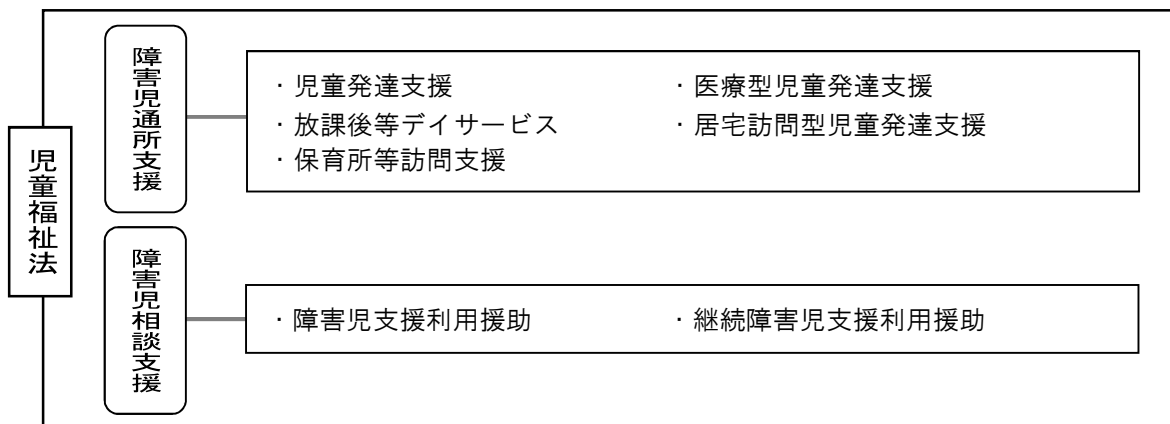 児童福祉法
障害児通所支援
・児童発達支援
・医療型児童発達支援
・放課後等デイサービス
・居宅訪問型児童発達支援
・保育所等訪問支援
障害児相談支援
・障害児支援利用援助
・継続障害児支援利用援助